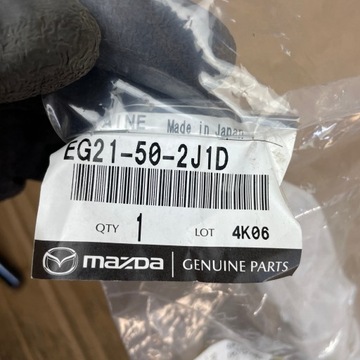 Made in Japan
EG21-50-2J1D
QTY 1 LOT 4K06
mazda GENUINE PARTS